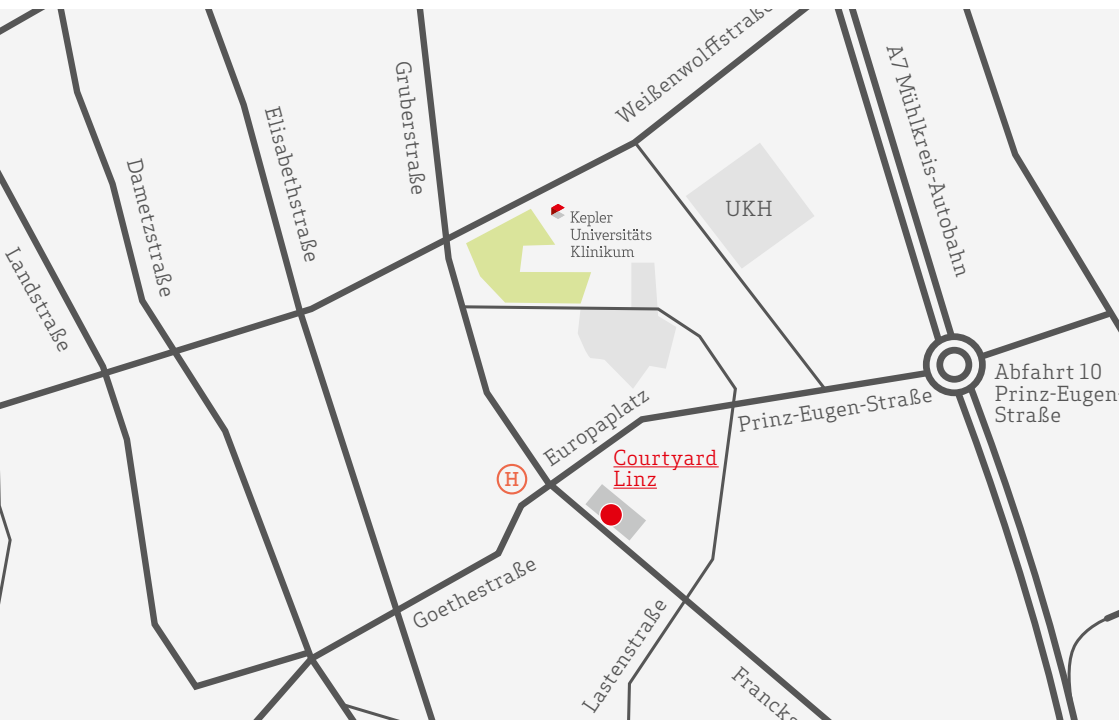 Weißenwolffstraße
A7 Mühlkreis-Autobahn
Gruberstraße
Elisabethstraße
Dametzstraße
Landstraße
UKH
Kepler
Universitäts
Klinikum
Abfahrt 10
Prinz-Eugen-
Straße
Prinz-Eugen-Straße
Europaplatz
Courtyard
Linz
H
Goethestraße
Lastenstraße
Francks